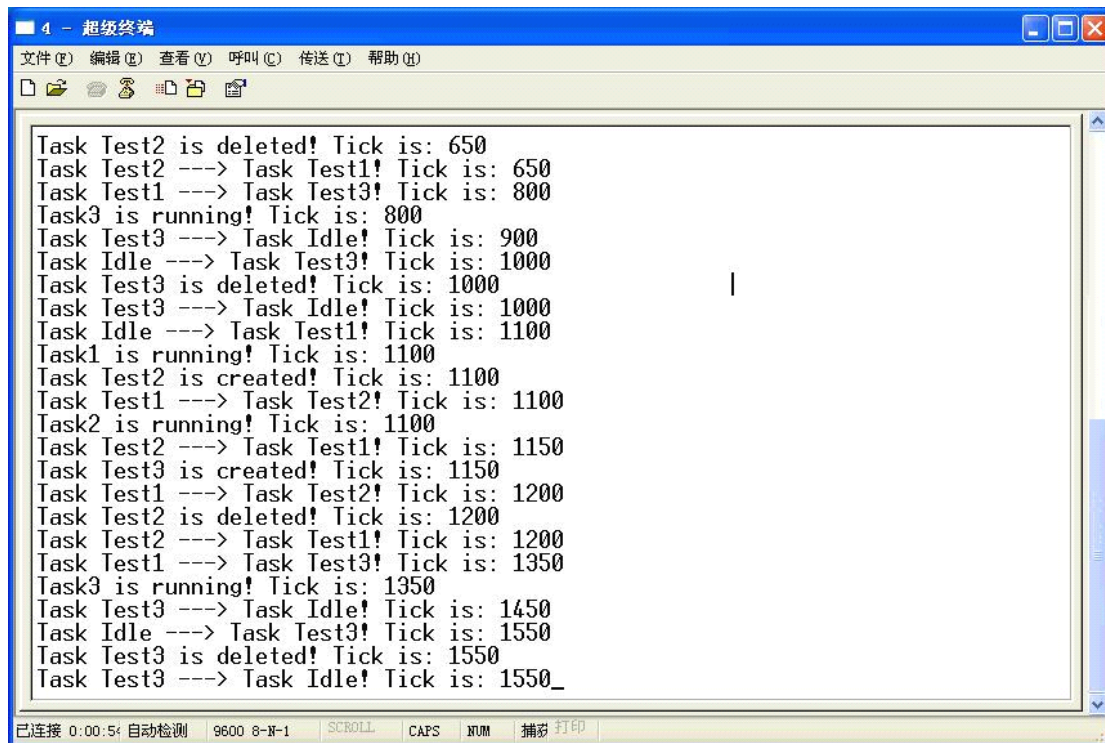 4 - 超级终端
文件(F) 编辑(E) 查看(V) 呼叫(C) 传送(T) 帮助(H)
Task Test2 is deleted! Tick is: 650
Task Test2 ---> Task Test1! Tick is: 650
Task Test1 ---> Task Test3! Tick is: 800
Task3 is running! Tick is: 800
Task Test3 ---> Task Idle! Tick is: 900
Task Idle ---> Task Test3! Tick is: 1000
Task Test3 is deleted! Tick is: 1000
Task Test3 ---> Task Idle! Tick is: 1000
Task Idle ---> Task Test1! Tick is: 1100
Task1 is running! Tick is: 1100
Task Test2 is created! Tick is: 1100
Task Test1 ---> Task Test2! Tick is: 1100
Task2 is running! Tick is: 1100
Task Test2 ---> Task Test1! Tick is: 1150
Task Test3 is created! Tick is: 1150
Task Test1 ---> Task Test2! Tick is: 1200
Task Test2 is deleted! Tick is: 1200
Task Test2 ---> Task Test1! Tick is: 1200
Task Test1 ---> Task Test3! Tick is: 1350
Task3 is running! Tick is: 1350
Task Test3 ---> Task Idle! Tick is: 1450
Task Idle ---> Task Test3! Tick is: 1550
Task Test3 is deleted! Tick is: 1550
Task Test3 ---> Task Idle! Tick is: 1550_
已连接 0:00:54 自动检测 9600 8-N-1 SCROLL CAPS NUM 捕获 打印